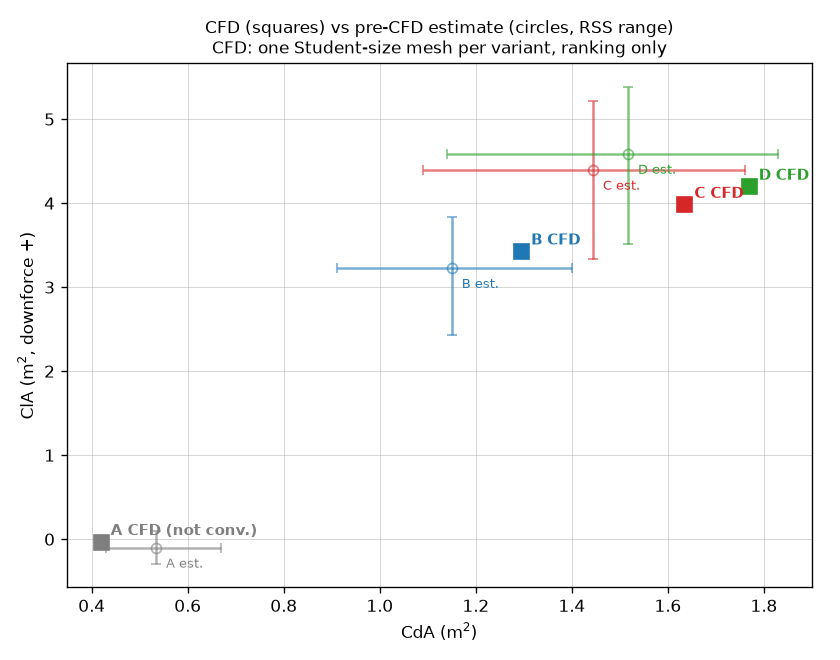 CFD (squares) vs pre-CFD estimate (circles, RSS range)
CFD: one Student-size mesh per variant, ranking only
ClA (m², downforce +)
5
4
3
2
1
0
D est.
D CFD
C est.
C CFD
B CFD
B est.
A CFD (not conv.)
A est.
0.4 0.6 0.8 1.0 1.2 1.4 1.6 1.8
CdA (m²)